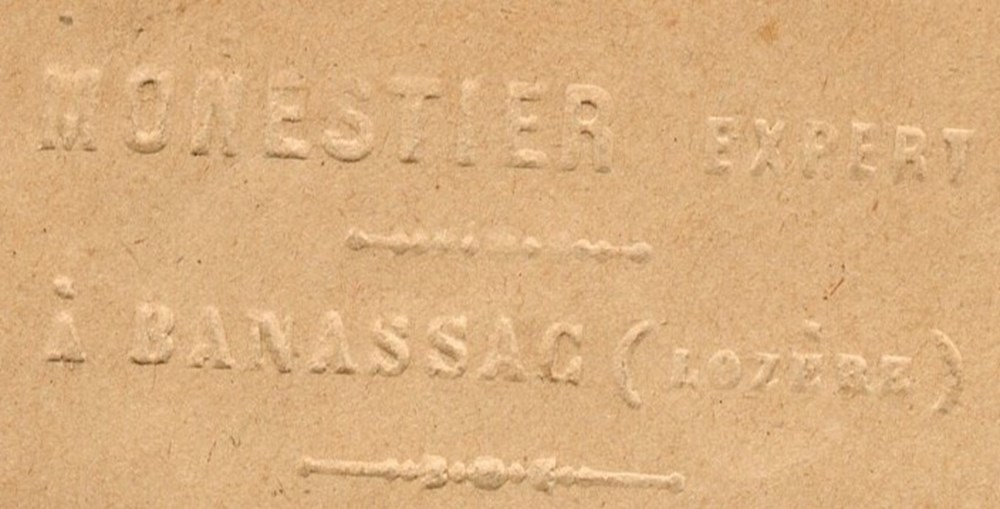 MONESTIER EXPERT
À BANASSAC (LOZÈRE)